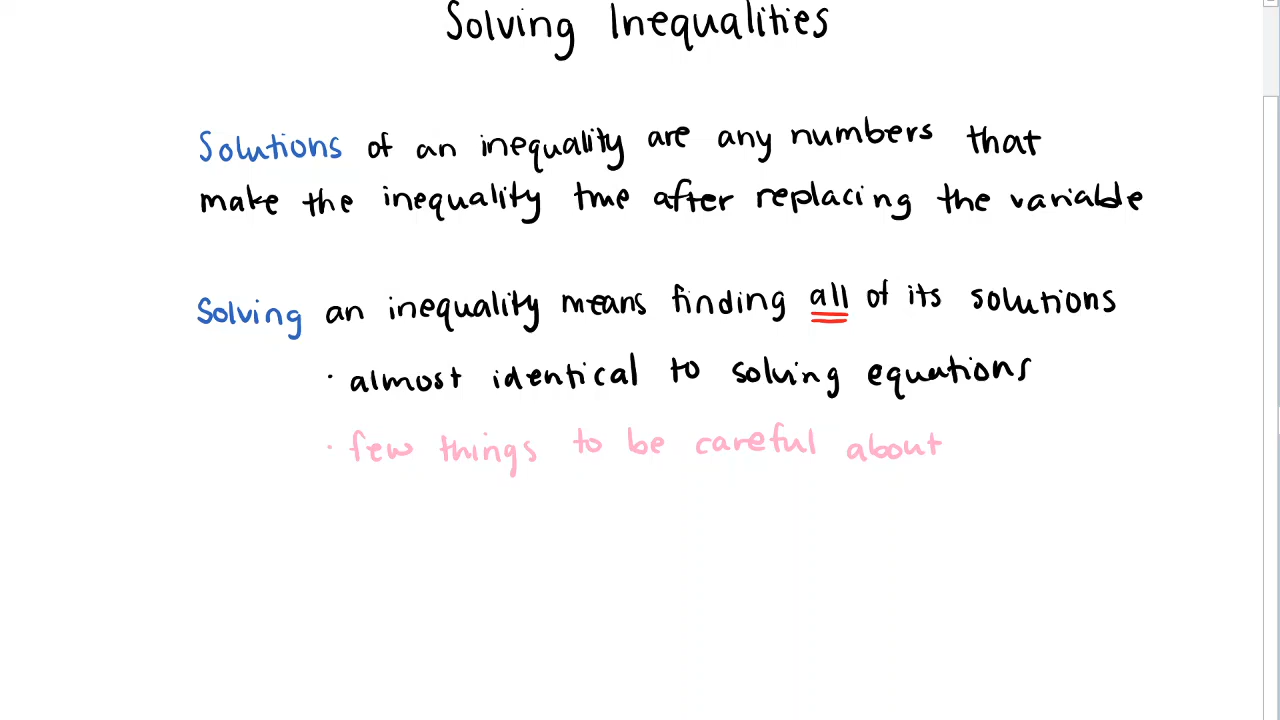 Solving Inequalities
Solutions of an inequality are any numbers that
make the inequality true after replacing the variable
Solving an inequality means finding all of its solutions
· almost identical to solving equations
· few things to be careful about